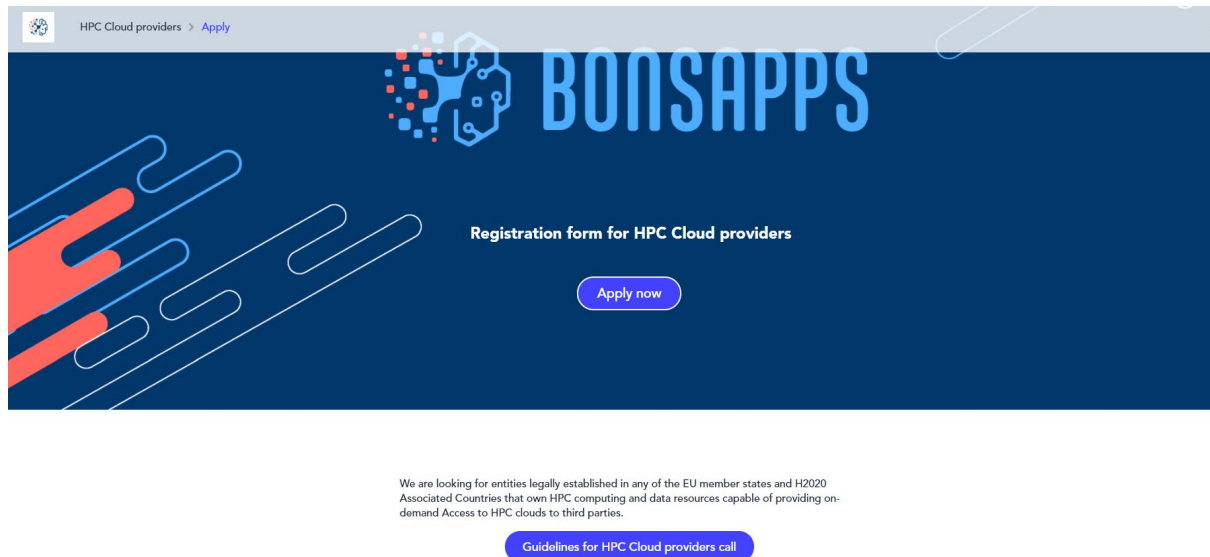 HPC Cloud providers > Apply
BONSAPPS
Registration form for HPC Cloud providers
Apply now
We are looking for entities legally established in any of the EU member states and H2020
Associated Countries that own HPC computing and data resources capable of providing on-
demand Access to HPC clouds to third parties.
Guidelines for HPC Cloud providers call